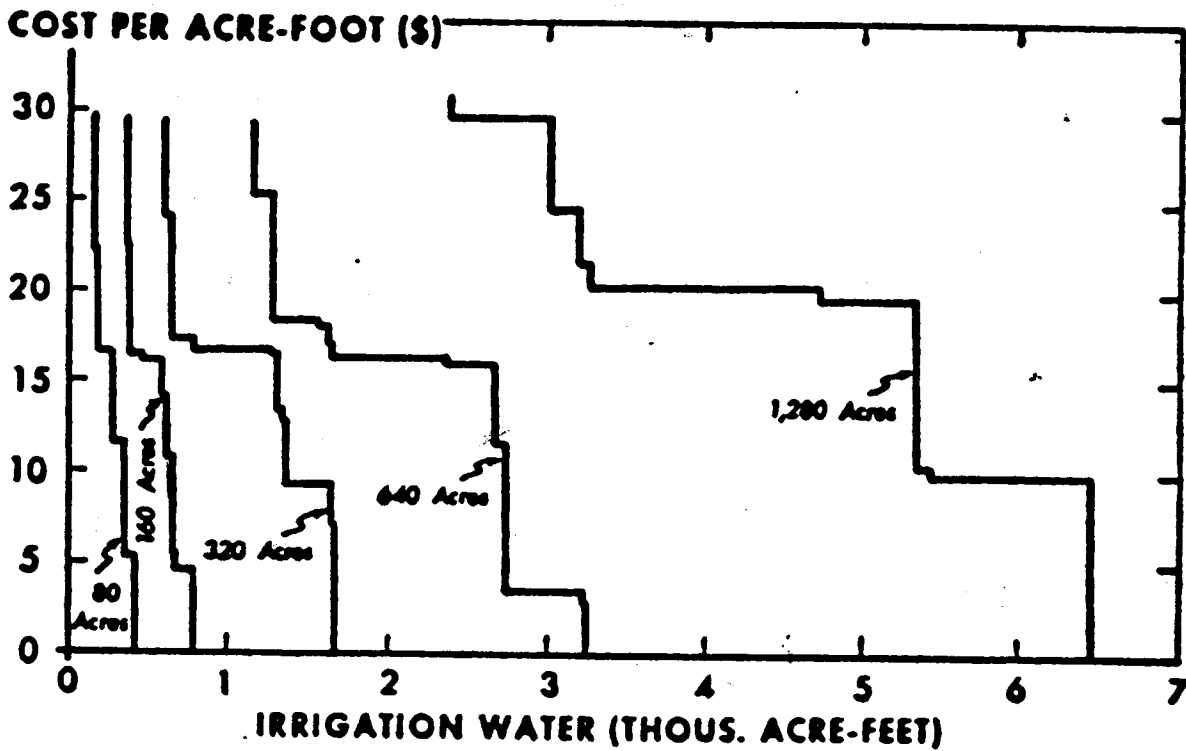 COST PER ACRE-FOOT ($)
30
25
20
15
10
5
0
80
Acres
160 Acres
320 Acres
640 Acres
1,280 Acres
0 1 2 3 4 5 6 7
IRRIGATION WATER (THOUS. ACRE-FEET)